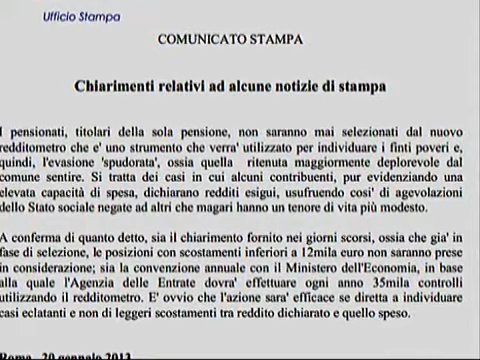 Ufficio Stampa
COMUNICATO STAMPA
Chiarimenti relativi ad alcune notizie di stampa
I pensionati, titolari della sola pensione, non saranno mai selezionati dal nuovo
redditometro che e' uno strumento che verra' utilizzato per individuare i finti poveri e,
quindi, l'evasione 'spudorata', ossia quella ritenuta maggiormente deplorevole dal
comune sentire. Si tratta dei casi in cui alcuni contribuenti, pur evidenziando una
elevata capacità di spesa, dichiarano redditi esigui, usufruendo cosi' di agevolazioni
dello Stato sociale negate ad altri che magari hanno un tenore di vita più modesto.
A conferma di quanto detto, sia il chiarimento fornito nei giorni scorsi, ossia che gia' in
fase di selezione, le posizioni con scostamenti inferiori a 12mila euro non saranno prese
in considerazione; sia la convenzione annuale con il Ministero dell'Economia, in base
alla quale l'Agenzia delle Entrate dovra' effettuare ogni anno 35mila controlli
utilizzando il redditometro. E' ovvio che l'azione sara' efficace se diretta a individuare
casi eclatanti e non di leggeri scostamenti tra reddito dichiarato e quello speso.
Roma, 20 gennaio 2013